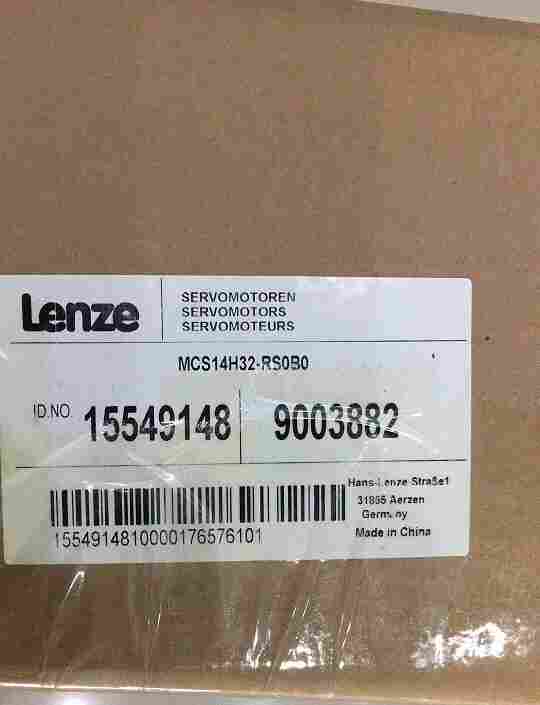 Lenze
SERVOMOTOREN
SERVOMOTORS
SERVOMOTEURS
MCS14H32-RS0B0
ID.NO. 15549148 9003882
Hans-Lenze Straße1
31855 Aerzen
Germany
Made in China
1554914810000176576101